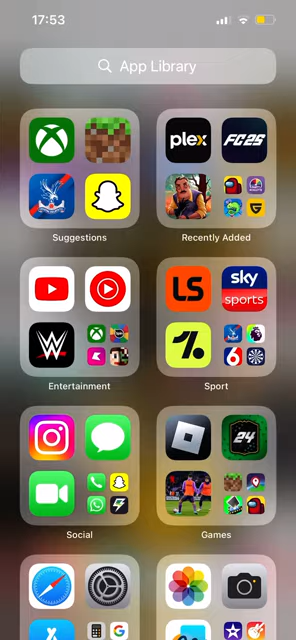 17:53
App Library
plex
FC25
Suggestions
Recently Added
LS
sky
sports
W
Entertainment
Sport
24
Social
Games